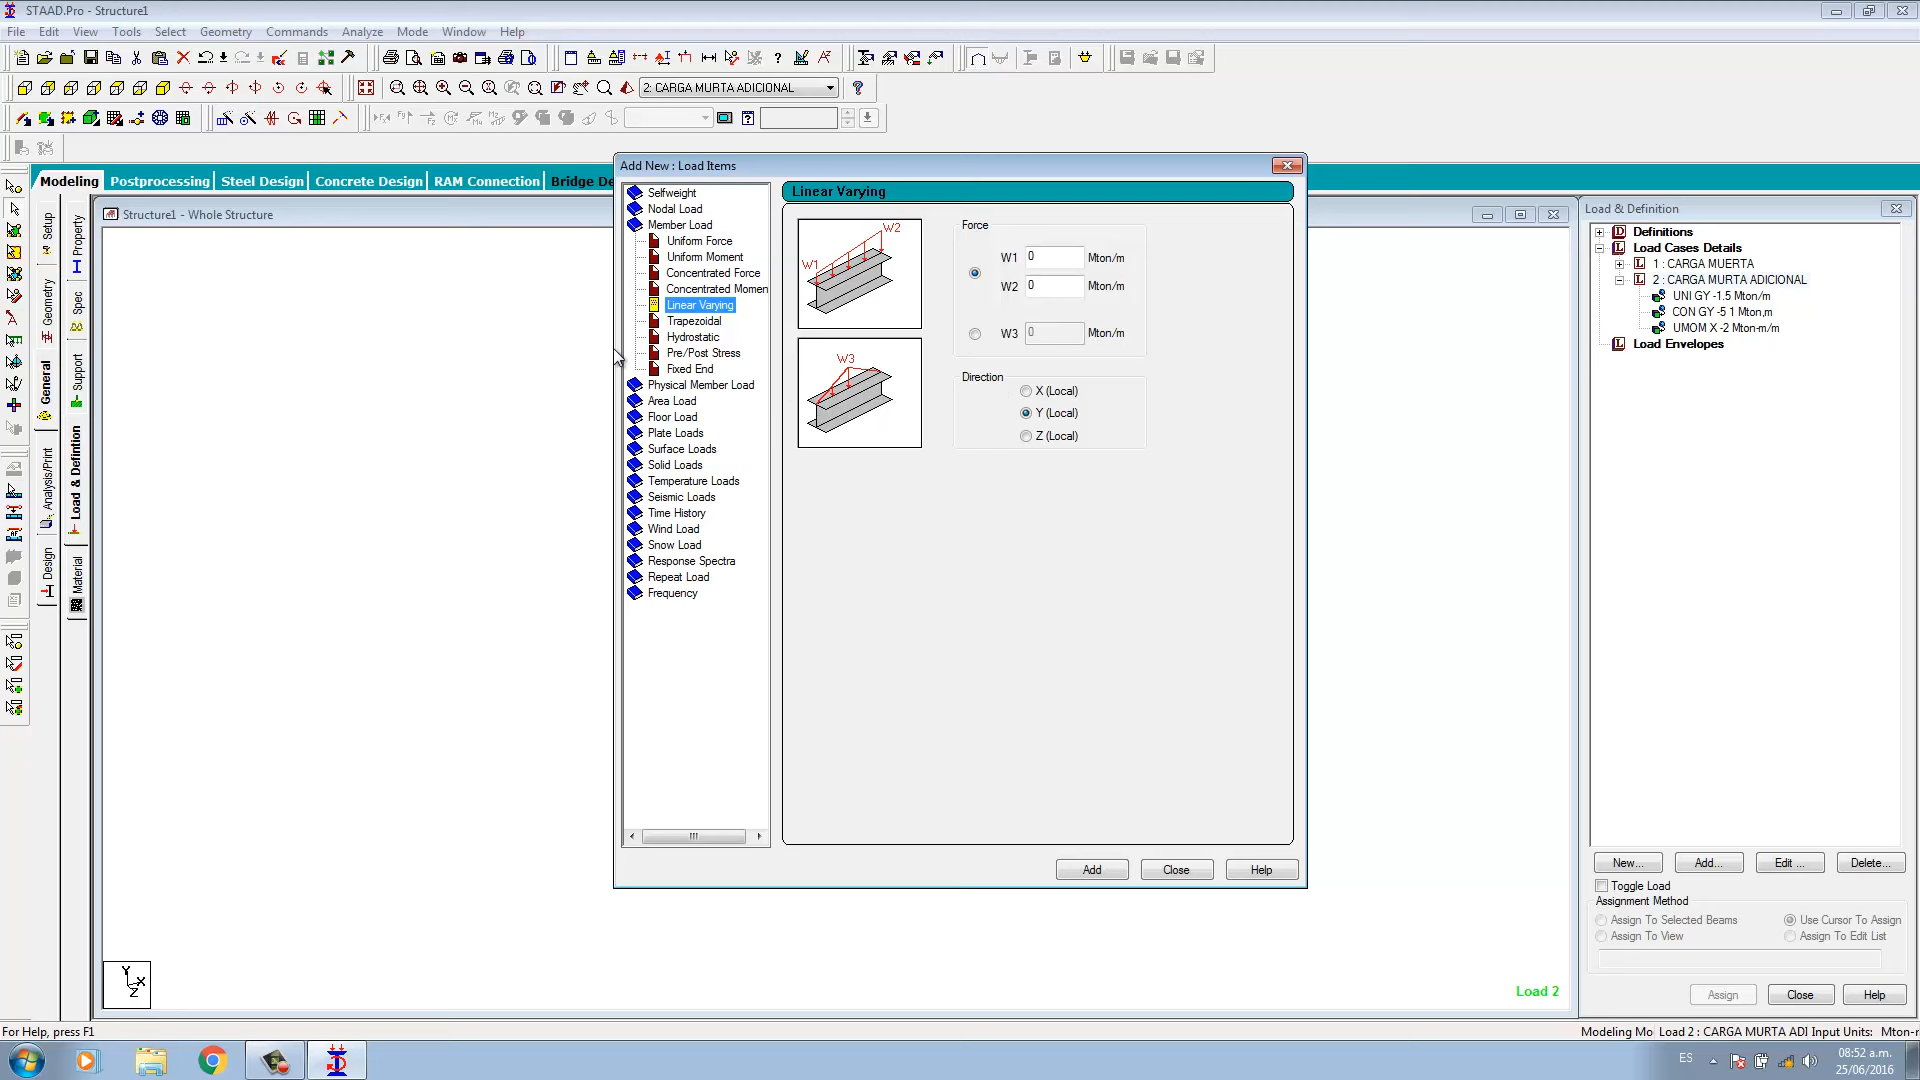 STAAD.Pro - Structure1
File Edit View Tools Select Geometry Commands Analyze Mode Window Help
2: CARGA MURTA ADICIONAL
Modeling Postprocessing Steel Design Concrete Design RAM Connection Bridge De
Structure1 - Whole Structure
Setup
Geometry
General
Analysis/Print
Design
Property
Spec
Support
Load & Definition
Material
Add New : Load Items
Selfweight
Nodal Load
Member Load
Uniform Force
Uniform Moment
Concentrated Force
Concentrated Momen
Linear Varying
Trapezoidal
Hydrostatic
Pre/Post Stress
Fixed End
Physical Member Load
Area Load
Floor Load
Plate Loads
Surface Loads
Solid Loads
Temperature Loads
Seismic Loads
Time History
Wind Load
Snow Load
Response Spectra
Repeat Load
Frequency
Linear Varying
W1
W2
W3
Force
W1 0 Mton/m
W2 0 Mton/m
W3 0 Mton/m
Direction
X (Local)
Y (Local)
Z (Local)
Add Close Help
Load & Definition
Definitions
Load Cases Details
1 : CARGA MUERTA
2 : CARGA MURTA ADICIONAL
UNI GY -1.5 Mton/m
CON GY -5 1 Mton,m
UMOM X -2 Mton-m/m
Load Envelopes
New... Add... Edit ... Delete...
Toggle Load
Assignment Method
Assign To Selected Beams Use Cursor To Assign
Assign To View Assign To Edit List
Assign Close Help
Y
X
Z
Load 2
For Help, press F1
Modeling Mo Load 2 : CARGA MURTA ADI Input Units: Mton-r
ES
08:52 a.m.
25/06/2016